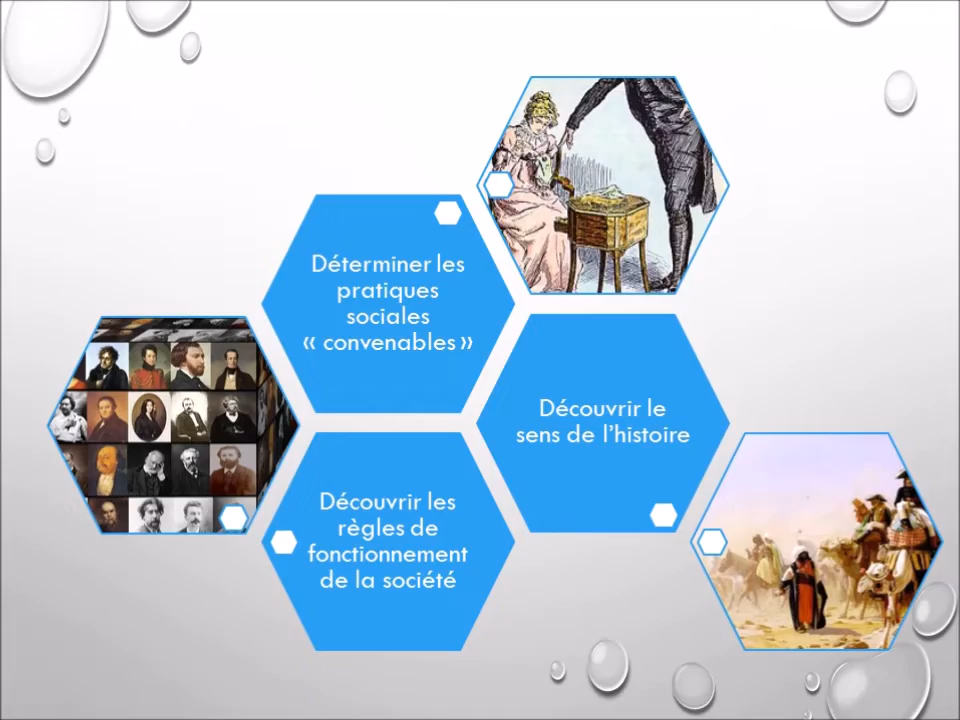 Déterminer les
pratiques
sociales
« convenables »
Découvrir le
sens de l’histoire
Découvrir les
règles de
fonctionnement
de la société